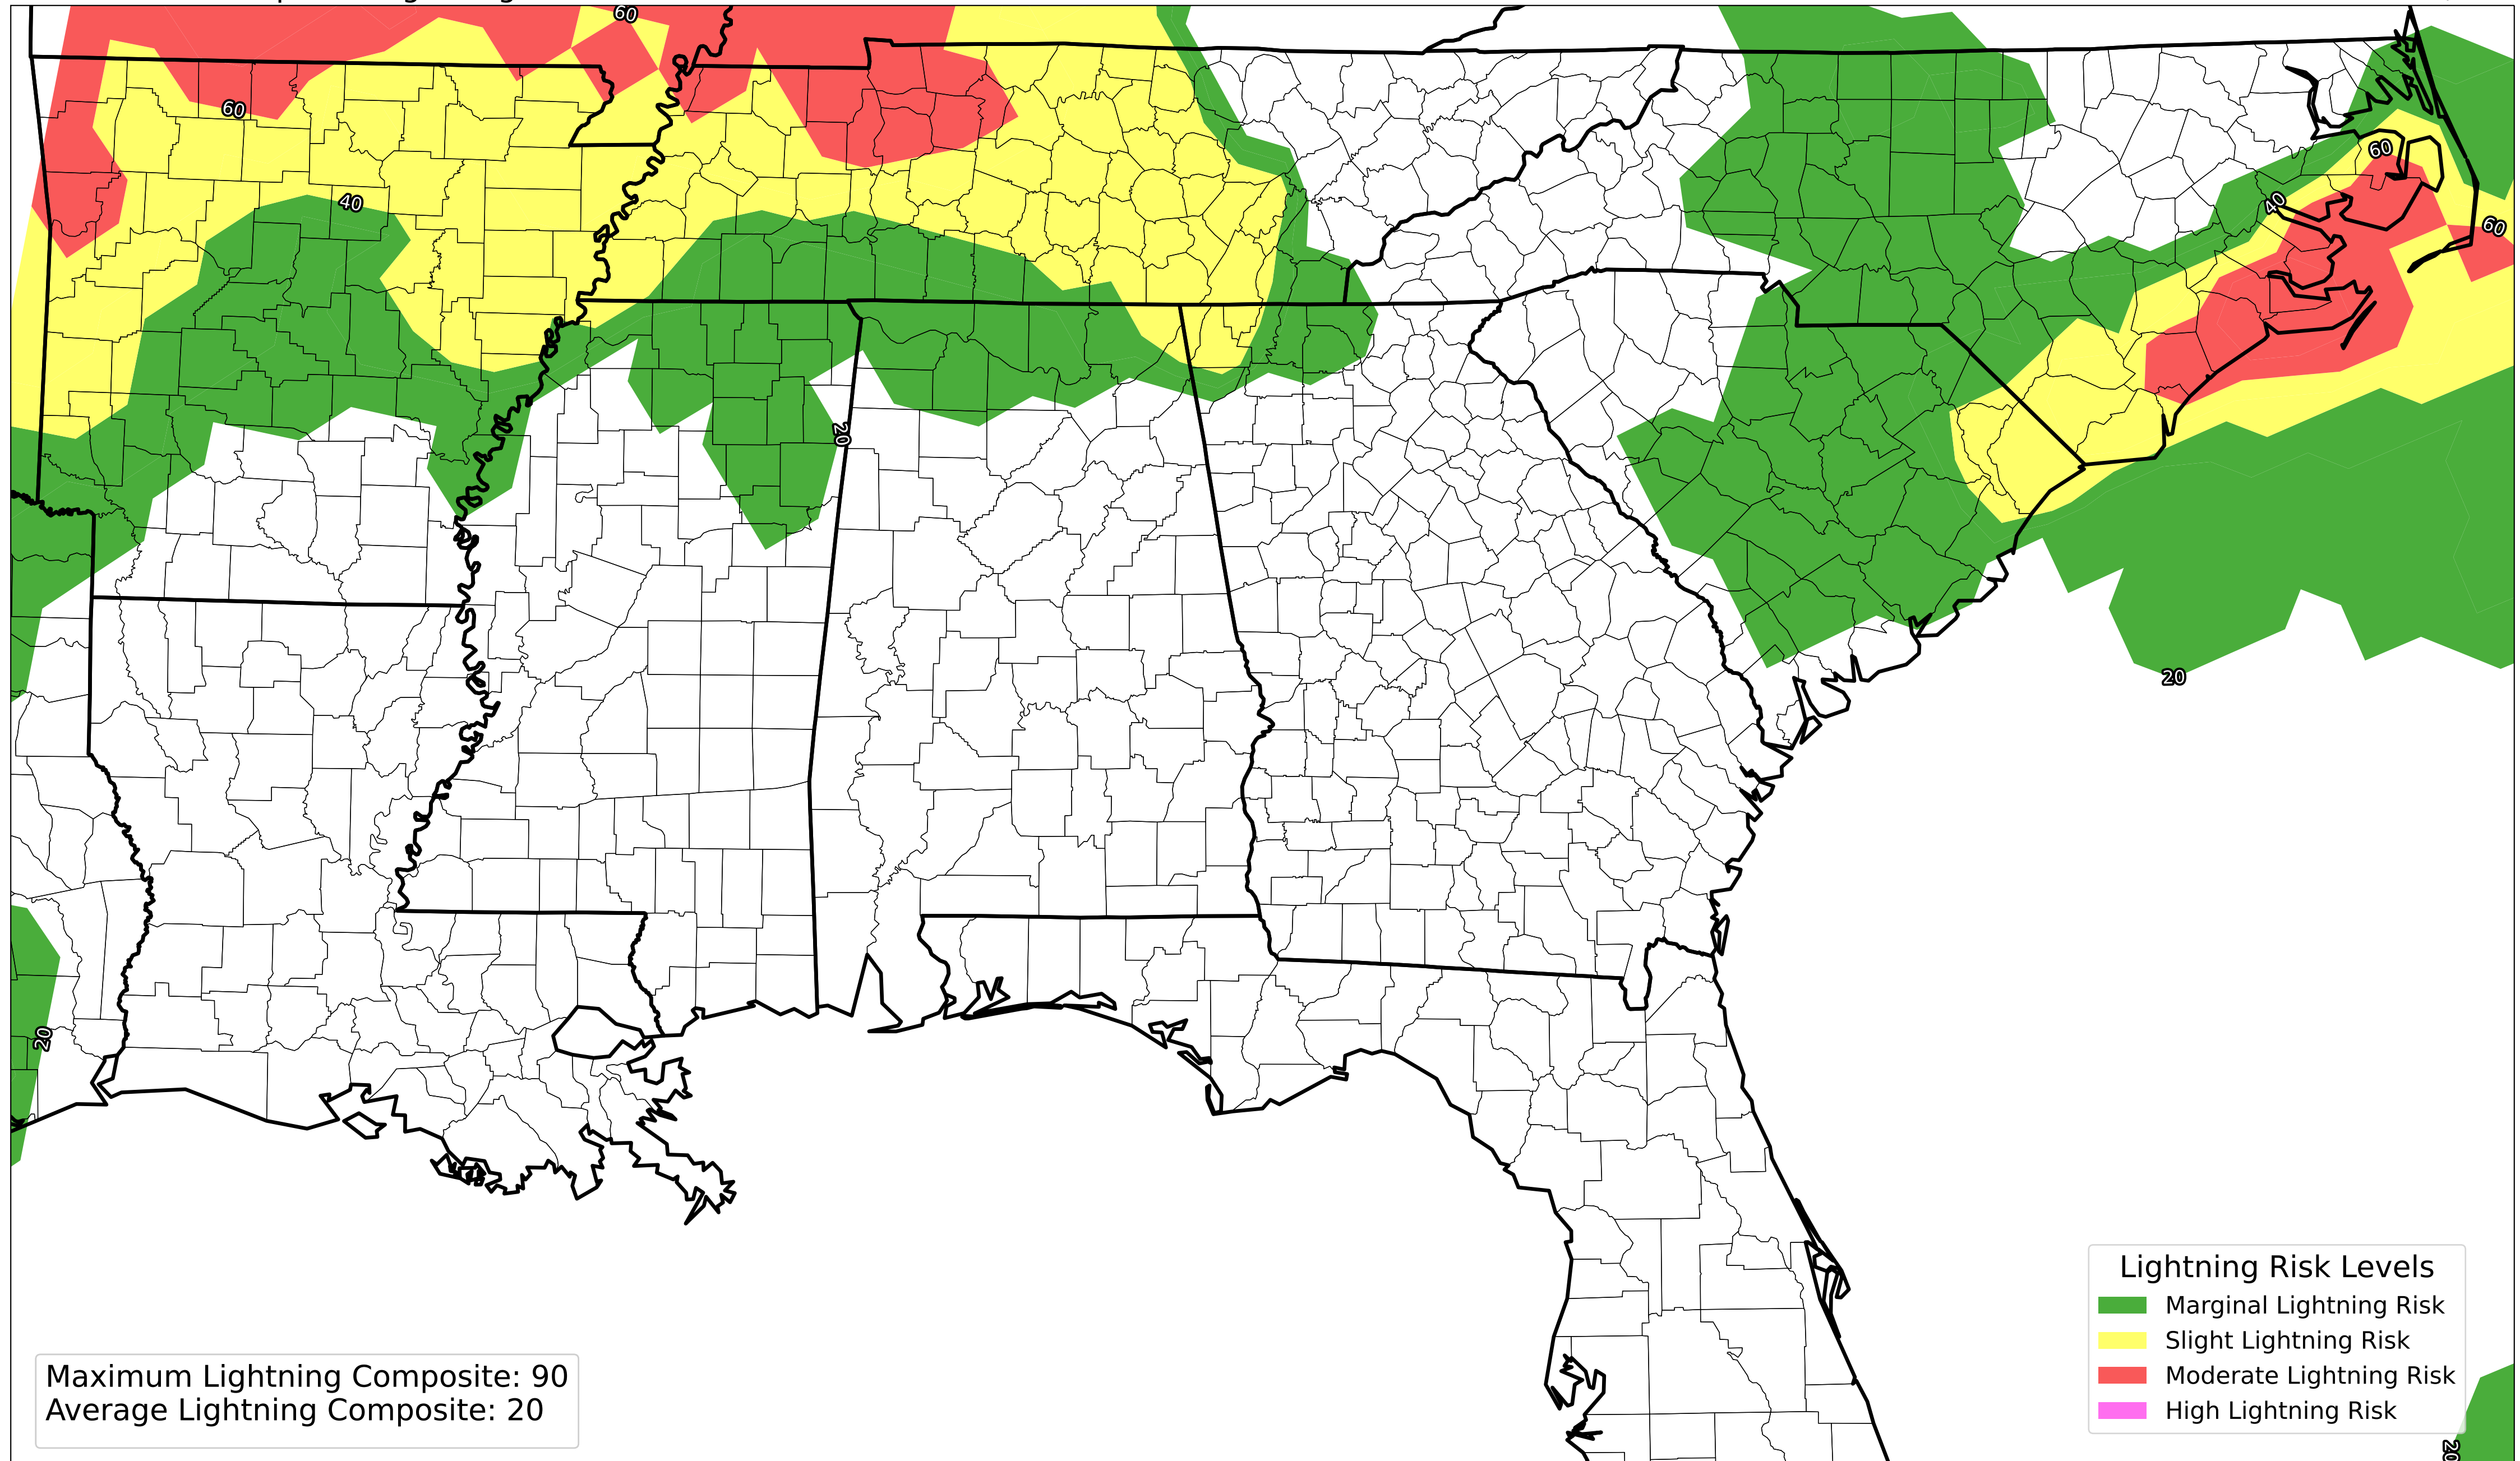 60
60
60
40
40
60
20
20
20
20
Lightning Risk Levels
Marginal Lightning Risk
Slight Lightning Risk
Moderate Lightning Risk
High Lightning Risk
Maximum Lightning Composite: 90
Average Lightning Composite: 20